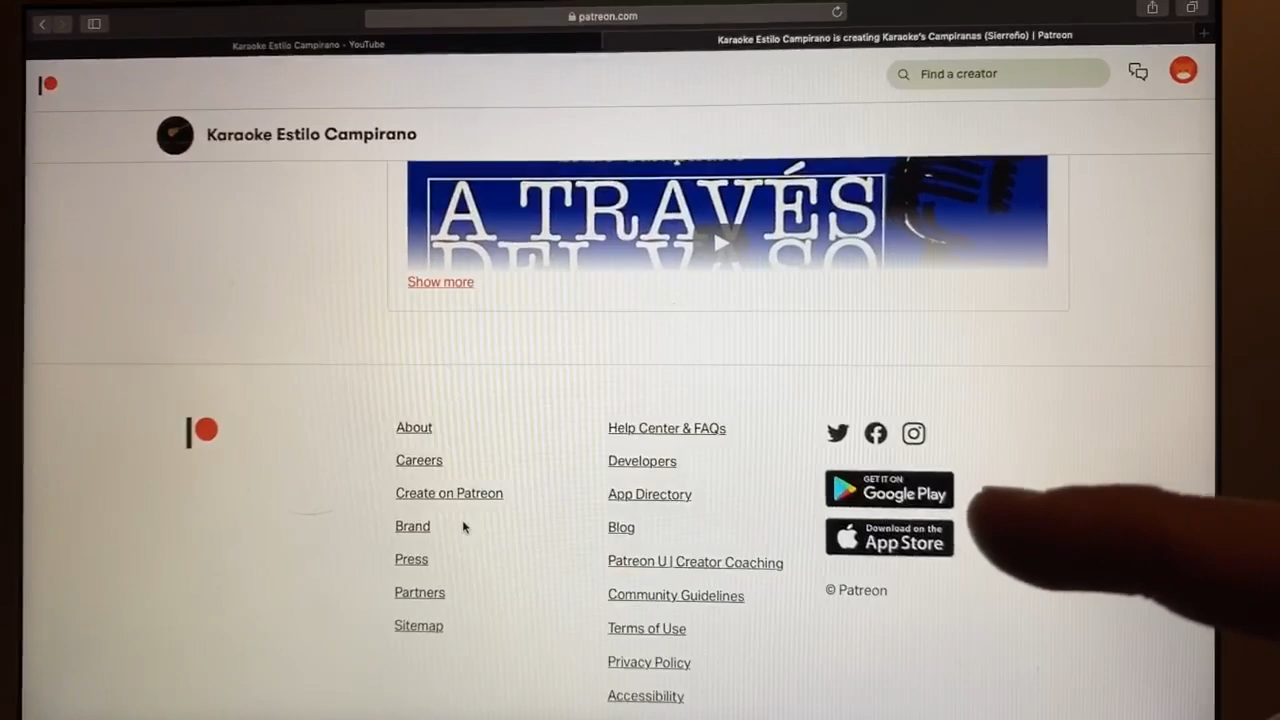 patreon.com
Karaoke Estilo Campirano - YouTube
Karaoke Estilo Campirano is creating Karaoke's Campiranas (Sierreño) | Patreon
Find a creator
Karaoke Estilo Campirano
A TRAVÉS
DEL VASO
Show more
About
Careers
Create on Patreon
Brand
Press
Partners
Sitemap
Help Center & FAQs
Developers
App Directory
Blog
Patreon U | Creator Coaching
Community Guidelines
Terms of Use
Privacy Policy
Accessibility
GET IT ON
Google Play
Download on the
App Store
© Patreon